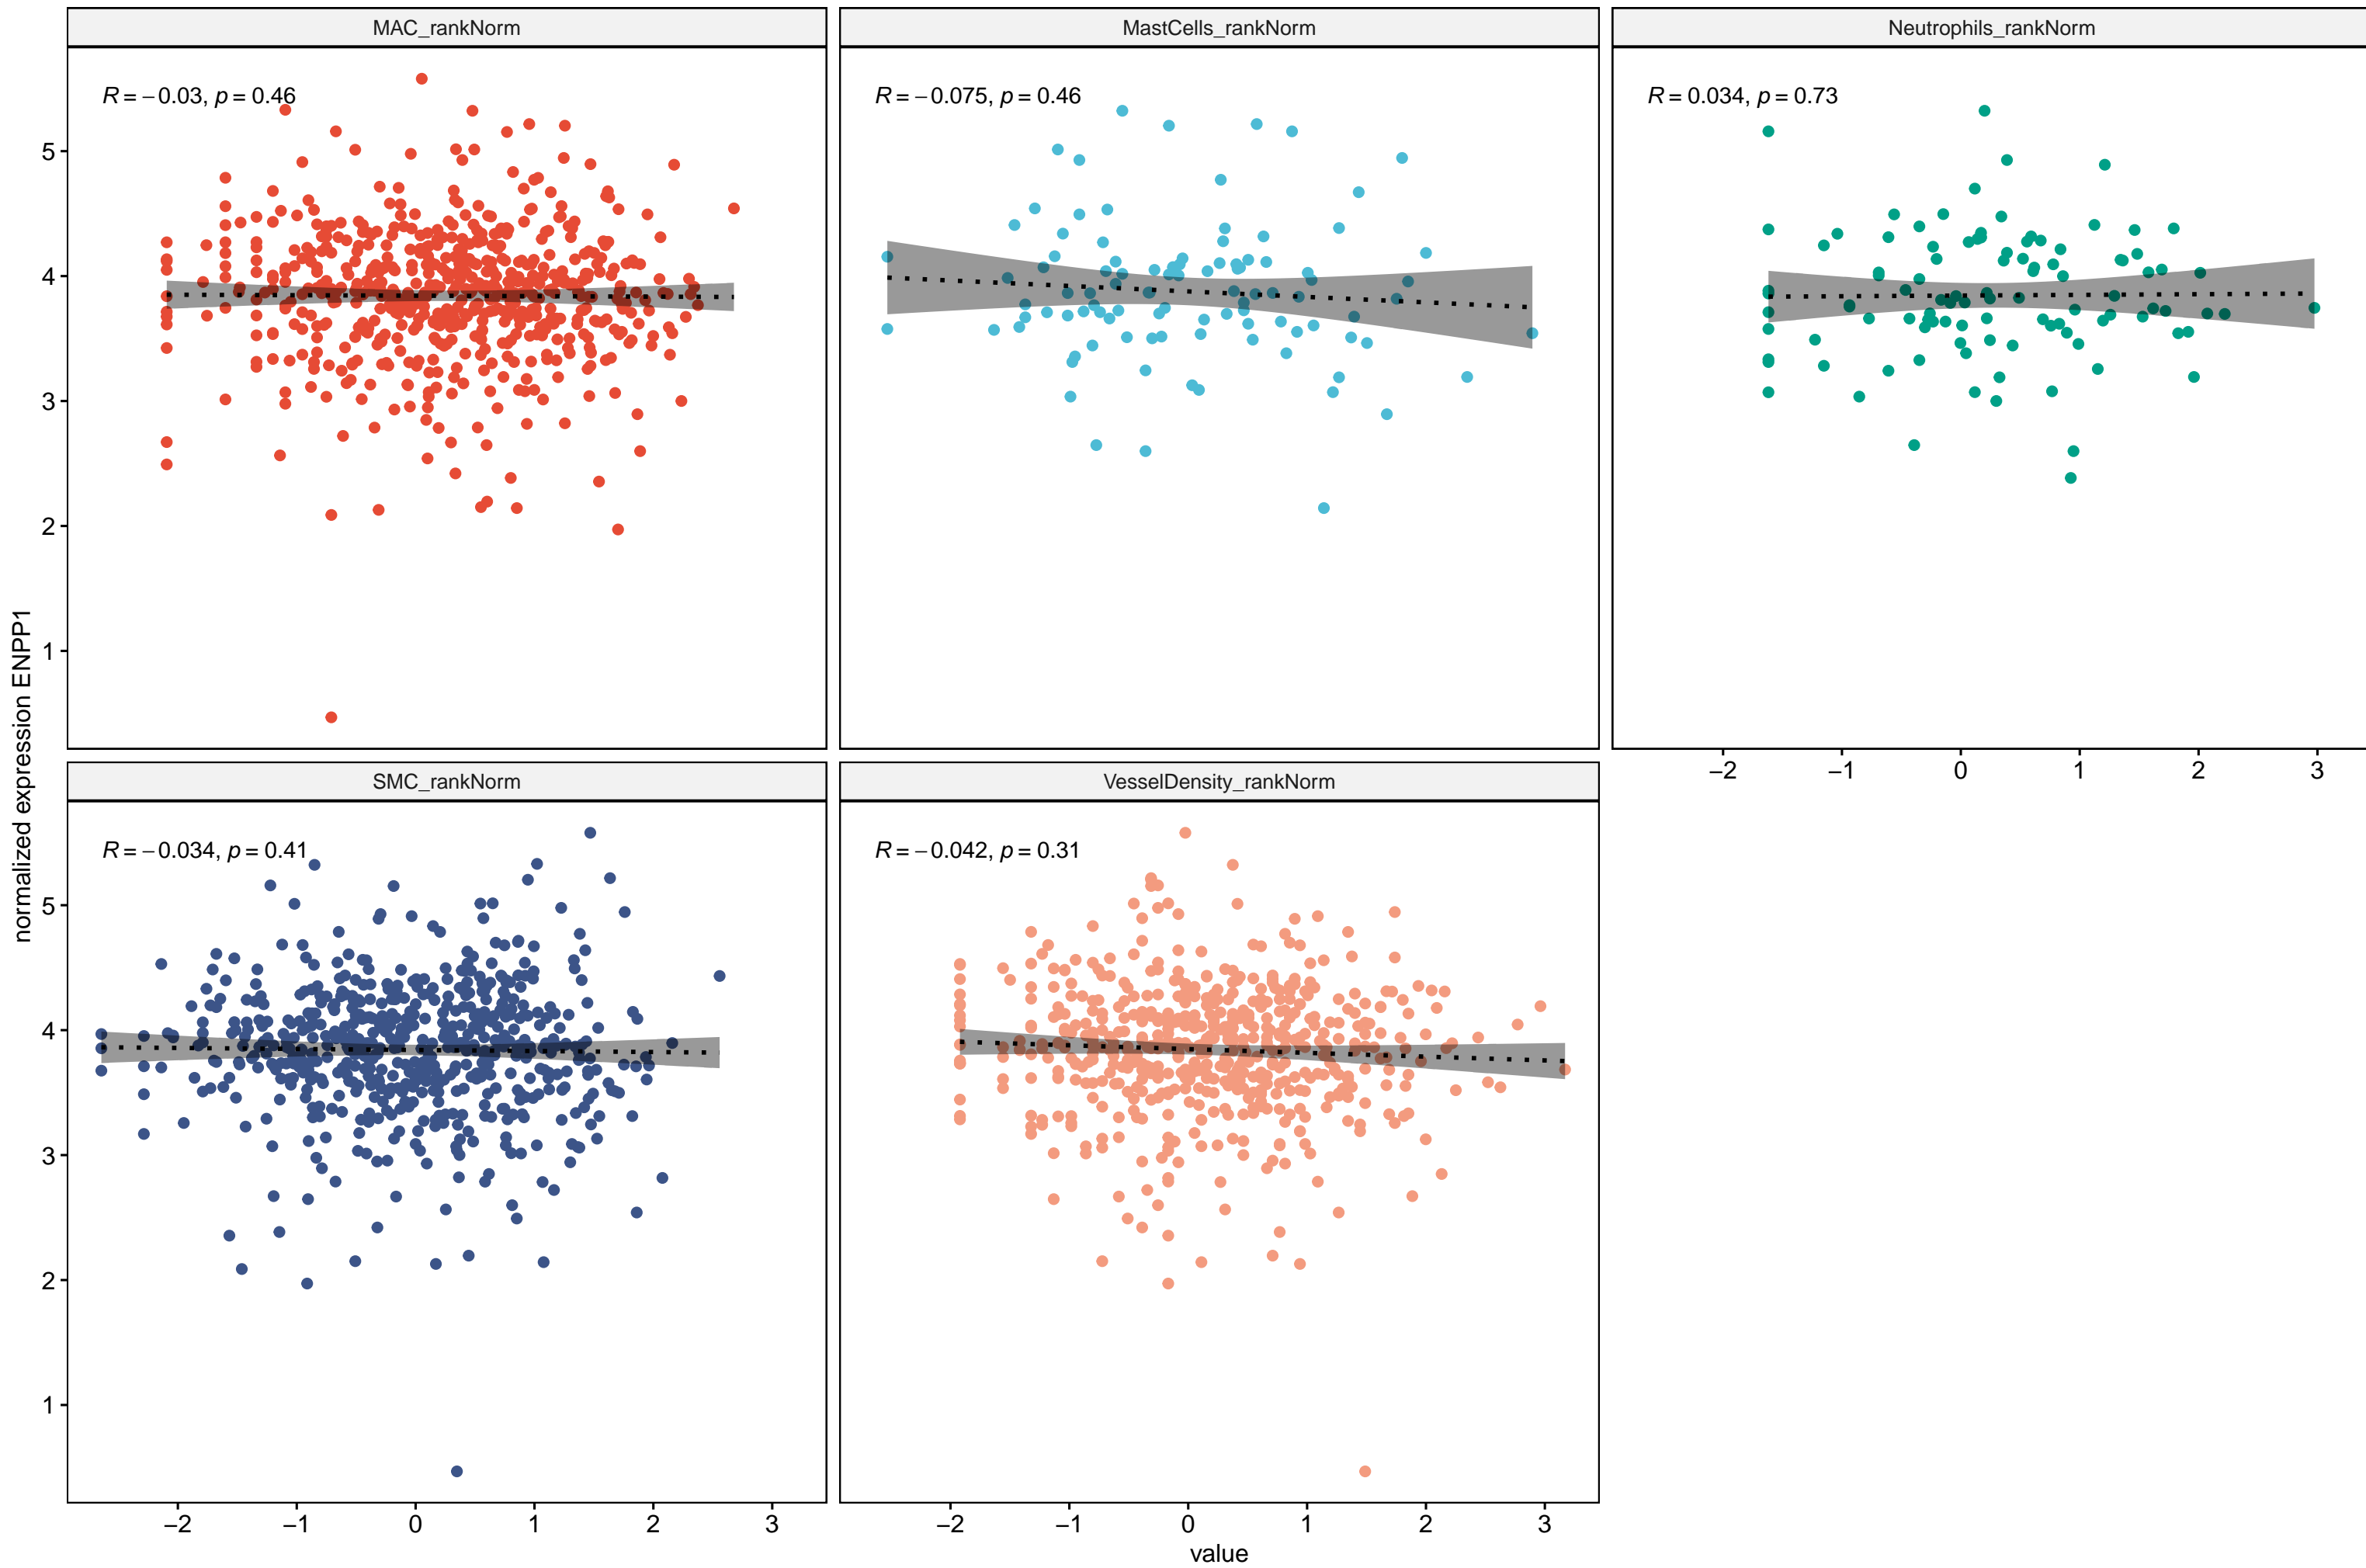 MAC_rankNorm
MastCells_rankNorm
Neutrophils_rankNorm
R = −0.03, p = 0.46
R = −0.075, p = 0.46
R = 0.034, p = 0.73
5
4
3
2
1
−2 −1 0 1 2 3
SMC_rankNorm
VesselDensity_rankNorm
R = −0.034, p = 0.41
R = −0.042, p = 0.31
5
4
3
2
1
−2 −1 0 1 2 3
−2 −1 0 1 2 3
value
normalized expression ENPP1